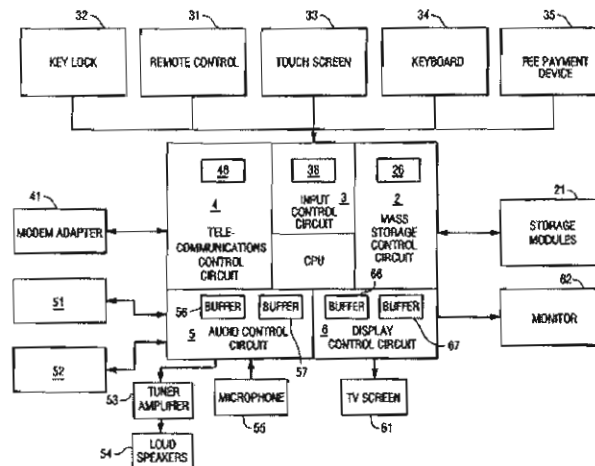 32
31
33
34
35
KEY LOCK
REMOTE CONTROL
TOUCH SCREEN
KEYBOARD
FEE PAYMENT
DEVICE
48
38
26
41
4
INPUT 3
CONTROL
CIRCUIT
2
21
MODEM ADAPTER
TELE-
COMMUNICATIONS
CONTROL
CIRCUIT
CPU
MASS
STORAGE
CONTROL
CIRCUIT
STORAGE
MODULES
51
56
BUFFER
BUFFER
66
BUFFER
BUFFER
62
MONITOR
5
AUDIO CONTROL
CIRCUIT
57
6
DISPLAY
CONTROL CIRCUIT
67
52
53
TUNER
AMPLIFIER
MICROPHONE
55
TV SCREEN
61
54
LOUD
SPEAKERS